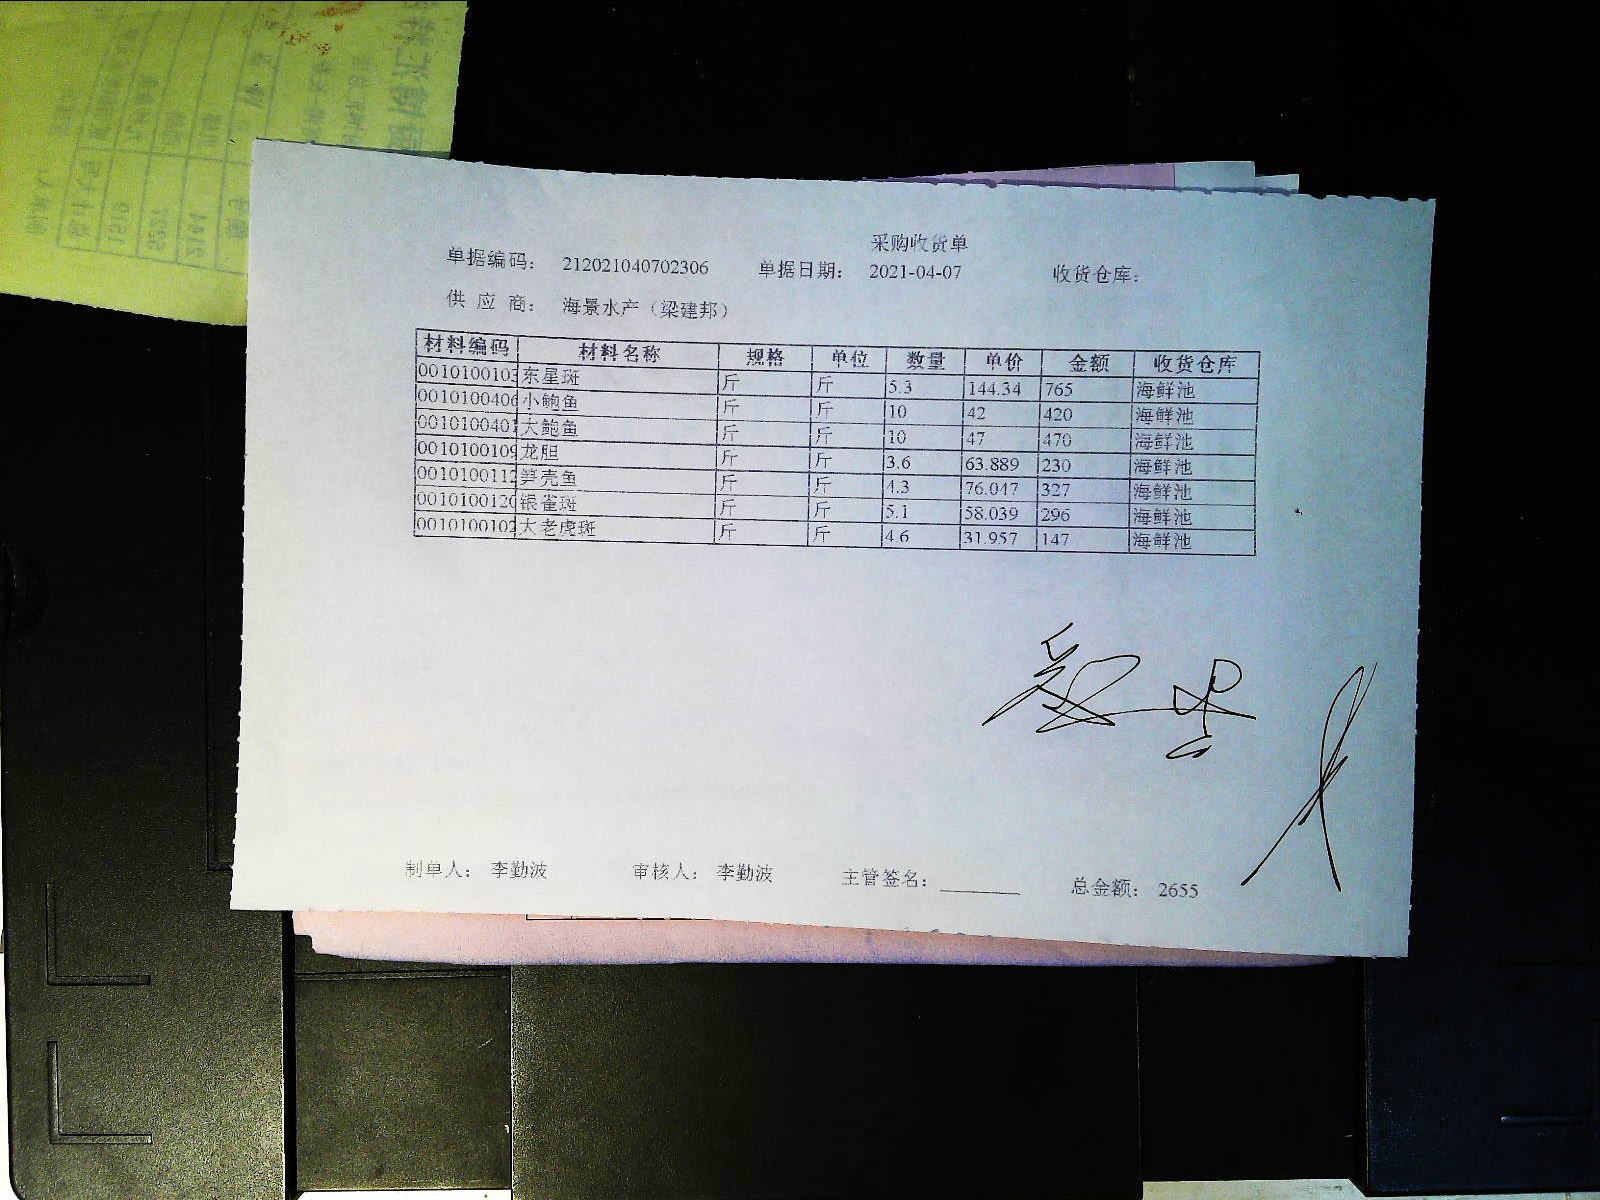 采购收货单
单据编码： 212021040702306 单据日期： 2021-04-07 收货仓库：
供 应 商： 海景水产（梁建邦）
材料编码 材料名称 规格 单位 数量 单价 金额 收货仓库
0010100103 东星斑 斤 斤 5.3 144.34 765 海鲜池
0010100406 小鲍鱼 斤 斤 10 42 420 海鲜池
001010040 大鲍鱼 斤 斤 10 47 470 海鲜池
0010100109 龙胆 斤 斤 3.6 63.889 230 海鲜池
0010100112 笋壳鱼 斤 斤 4.3 76.047 327 海鲜池
0010100120 银雀斑 斤 斤 5.1 58.039 296 海鲜池
0010100102 大老虎斑 斤 斤 4.6 31.957 147 海鲜池
制单人： 李勤波 审核人： 李勤波 主管签名： 总金额： 2655